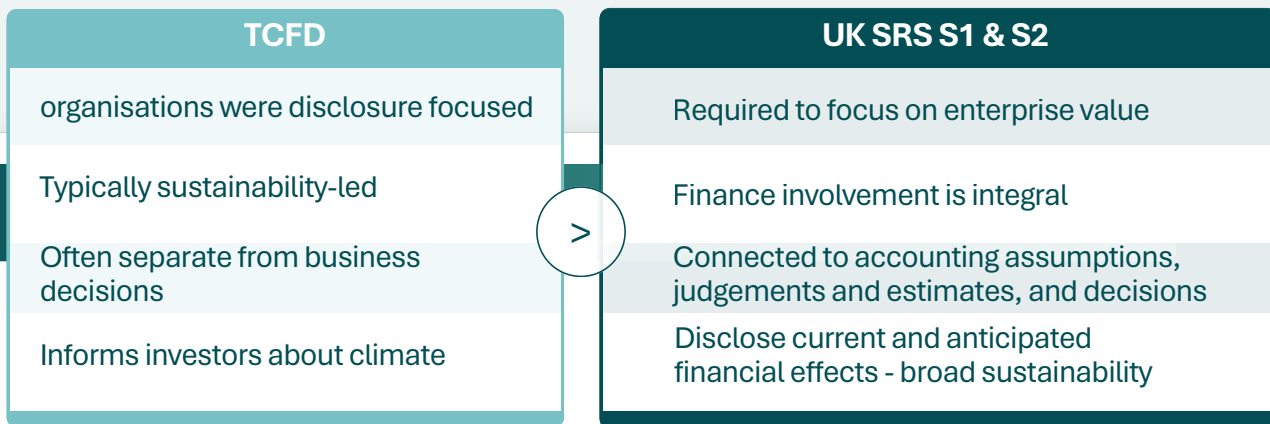 TCFD
organisations were disclosure focused
Typically sustainability-led
Often separate from business
decisions
Informs investors about climate
>
UK SRS S1 & S2
Required to focus on enterprise value
Finance involvement is integral
Connected to accounting assumptions,
judgements and estimates, and decisions
Disclose current and anticipated
financial effects - broad sustainability